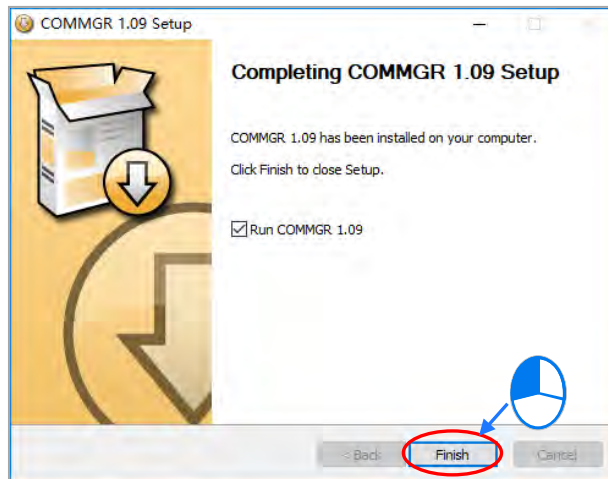 COMMGR 1.09 Setup
Completing COMMGR 1.09 Setup
COMMGR 1.09 has been installed on your computer.
Click Finish to close Setup.
Run COMMGR 1.09
< Back Finish Cancel